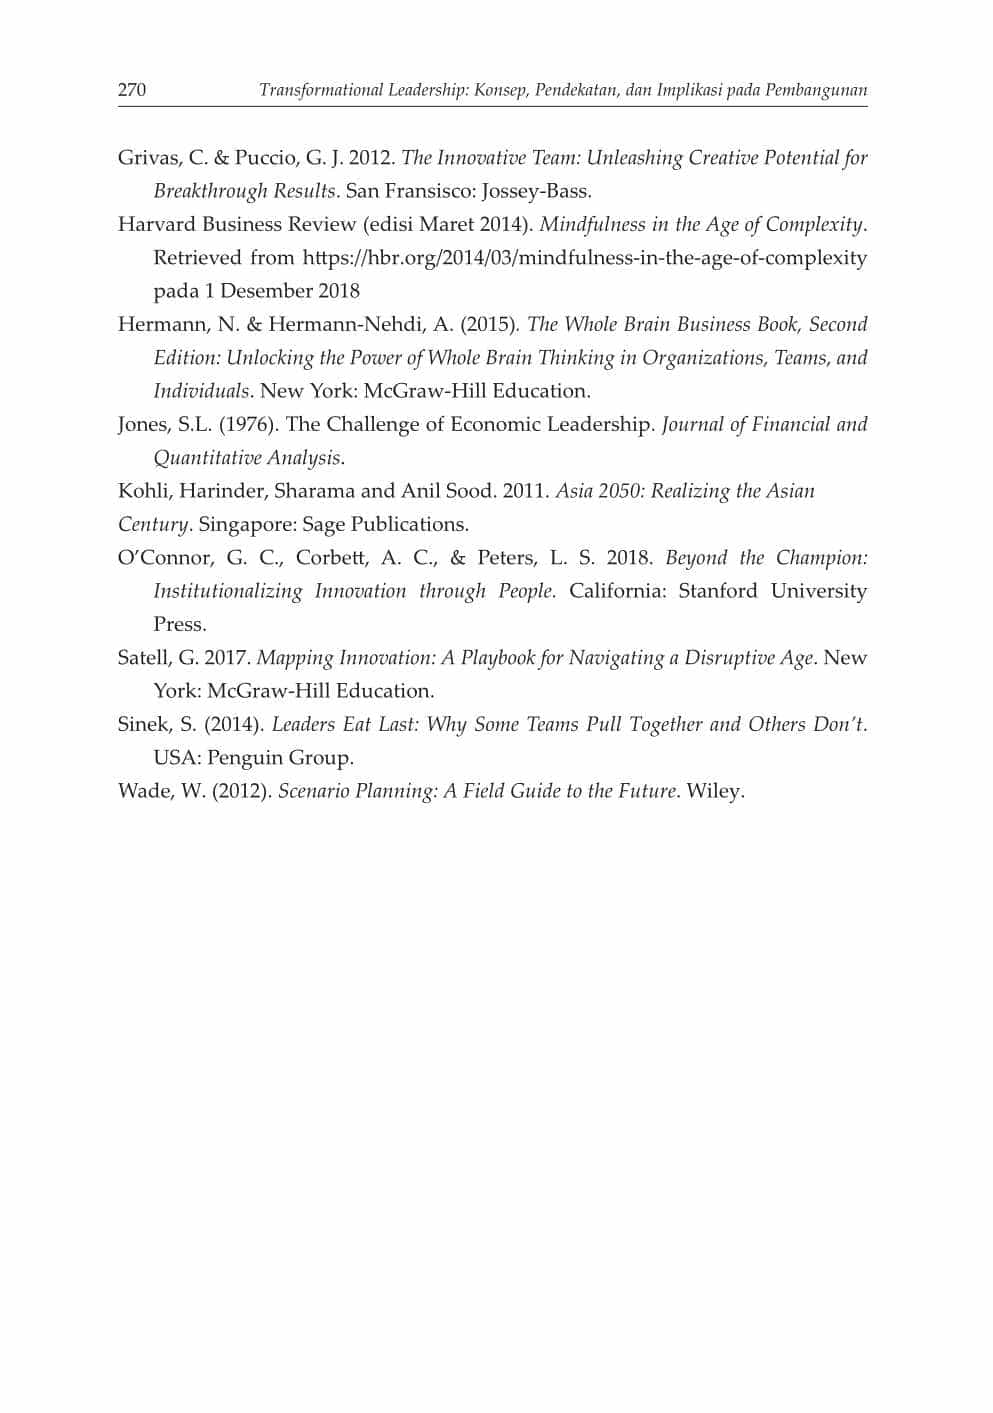 270 Transformational Leadership: Konsep, Pendekatan, dan Implikasi pada Pembangunan
Grivas, C. & Puccio, G. J. 2012. The Innovative Team: Unleashing Creative Potential for
Breakthrough Results. San Fransisco: Jossey-Bass.
Harvard Business Review (edisi Maret 2014). Mindfulness in the Age of Complexity.
Retrieved from https://hbr.org/2014/03/mindfulness-in-the-age-of-complexity
pada 1 Desember 2018
Hermann, N. & Hermann-Nehdi, A. (2015). The Whole Brain Business Book, Second
Edition: Unlocking the Power of Whole Brain Thinking in Organizations, Teams, and
Individuals. New York: McGraw-Hill Education.
Jones, S.L. (1976). The Challenge of Economic Leadership. Journal of Financial and
Quantitative Analysis.
Kohli, Harinder, Sharama and Anil Sood. 2011. Asia 2050: Realizing the Asian
Century. Singapore: Sage Publications.
O’Connor, G. C., Corbett, A. C., & Peters, L. S. 2018. Beyond the Champion:
Institutionalizing Innovation through People. California: Stanford University
Press.
Satell, G. 2017. Mapping Innovation: A Playbook for Navigating a Disruptive Age. New
York: McGraw-Hill Education.
Sinek, S. (2014). Leaders Eat Last: Why Some Teams Pull Together and Others Don’t.
USA: Penguin Group.
Wade, W. (2012). Scenario Planning: A Field Guide to the Future. Wiley.